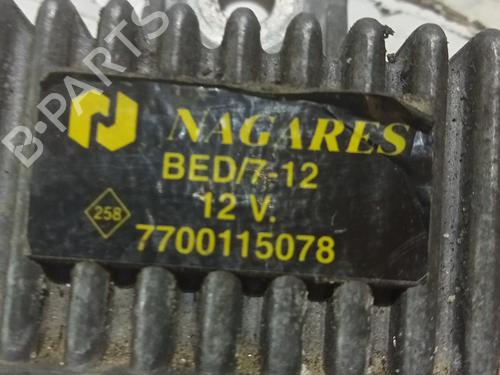 B-PARTS
NAGARES
BED/7-12
258
12 V.
7700115078